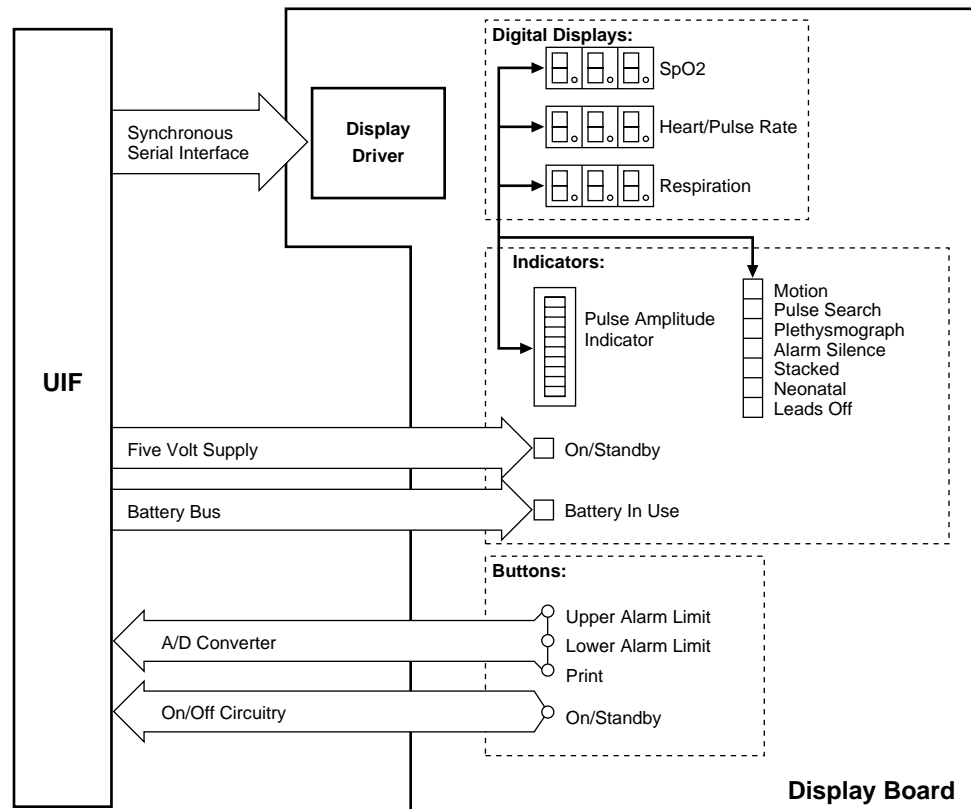 Digital Displays:
SpO2
Heart/Pulse Rate
Respiration
Synchronous
Serial Interface
Display
Driver
Indicators:
Pulse Amplitude
Indicator
Motion
Pulse Search
Plethysmograph
Alarm Silence
Stacked
Neonatal
Leads Off
UIF
Five Volt Supply
On/Standby
Battery Bus
Battery In Use
Buttons:
Upper Alarm Limit
A/D Converter
Lower Alarm Limit
Print
On/Off Circuitry
On/Standby
Display Board